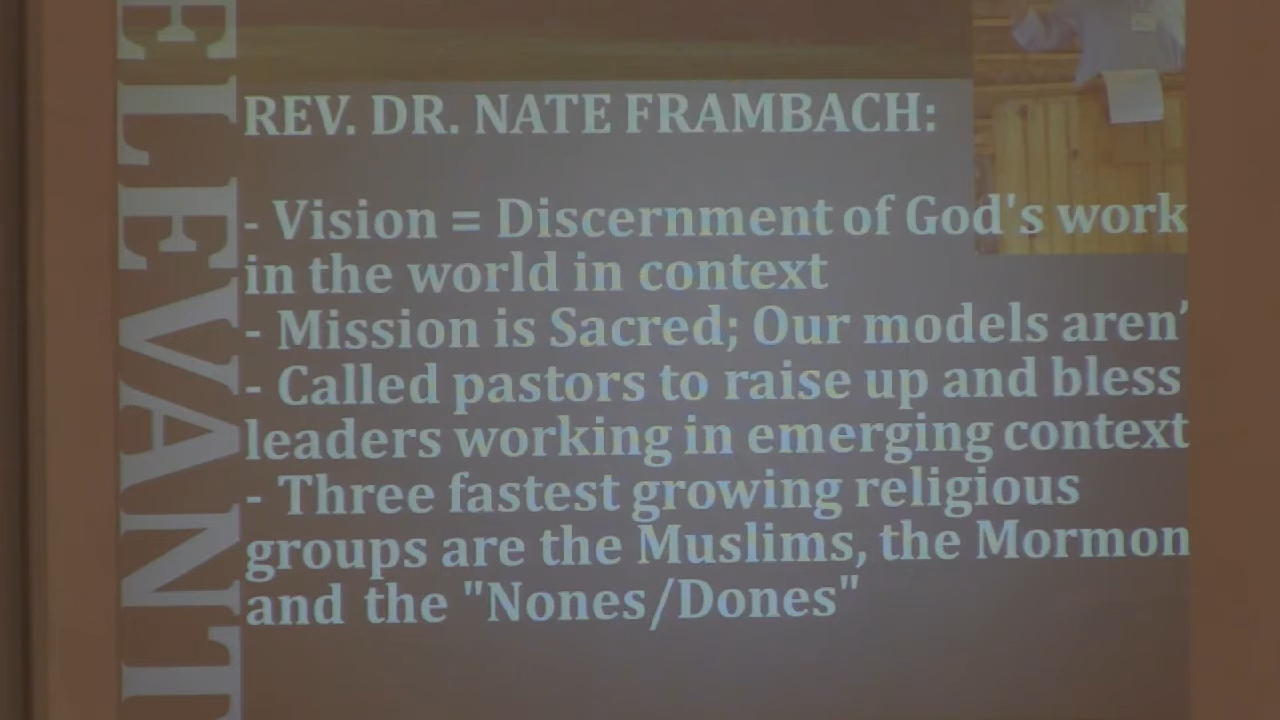 ELEVANT
REV. DR. NATE FRAMBACH:
- Vision = Discernment of God's work
in the world in context
- Mission is Sacred; Our models aren'
- Called pastors to raise up and bless
leaders working in emerging context
- Three fastest growing religious
groups are the Muslims, the Mormon
and the "Nones/Dones"